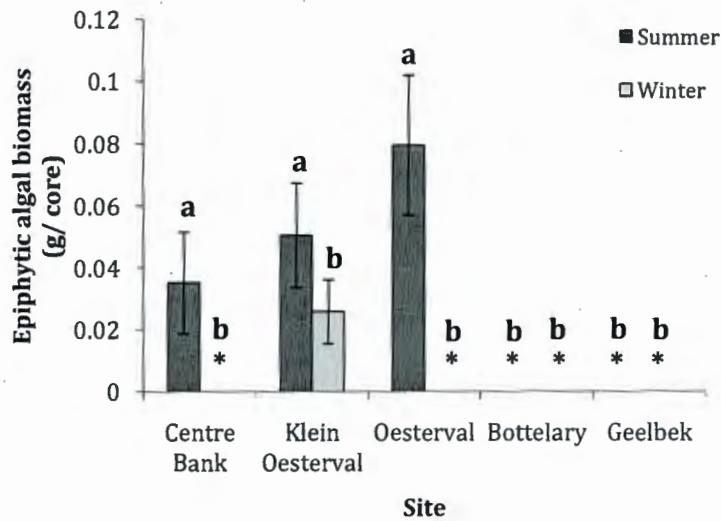 0.12
0.1
0.08
0.06
0.04
0.02
0
Epiphytic algal biomass
(g/ core)
Summer
Winter
a
b
*
a
b
a
b
*
b
*
b
*
b
*
b
*
Centre
Bank
Klein
Oesterval
Oesterval
Bottelary
Geelbek
Site